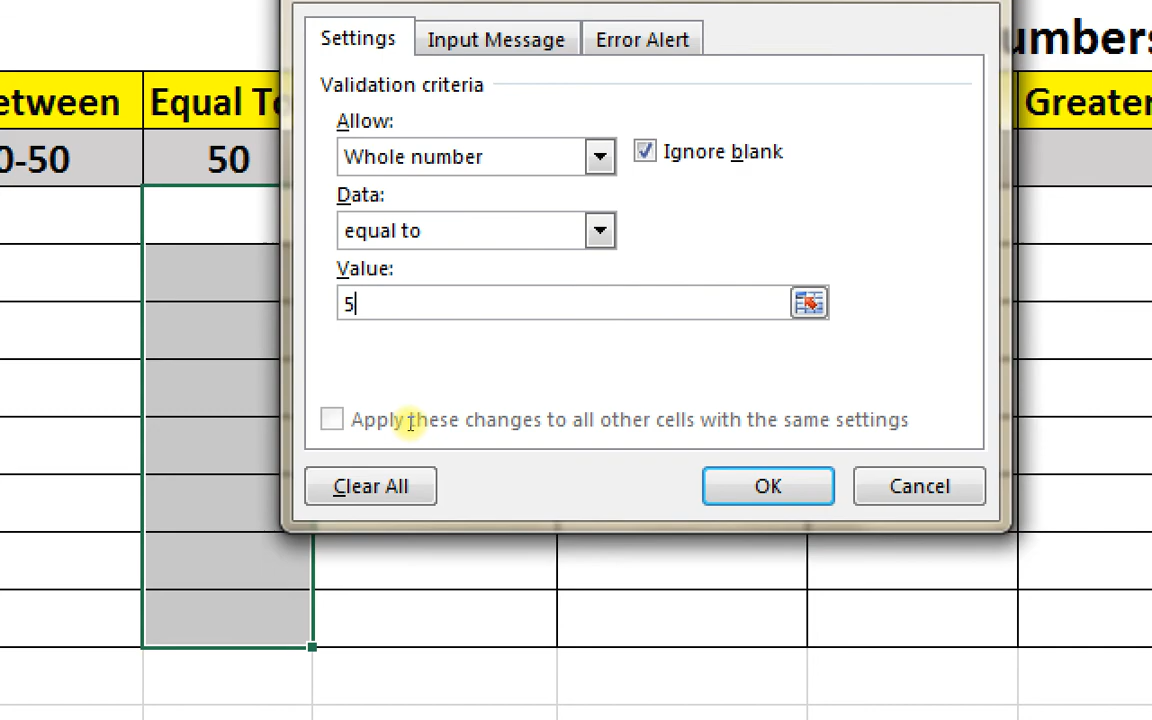 umbers
etween Equal To Greater
0-50 50
Settings Input Message Error Alert
Validation criteria
Allow:
Whole number Ignore blank
Data:
equal to
Value:
5
Apply these changes to all other cells with the same settings
Clear All OK Cancel